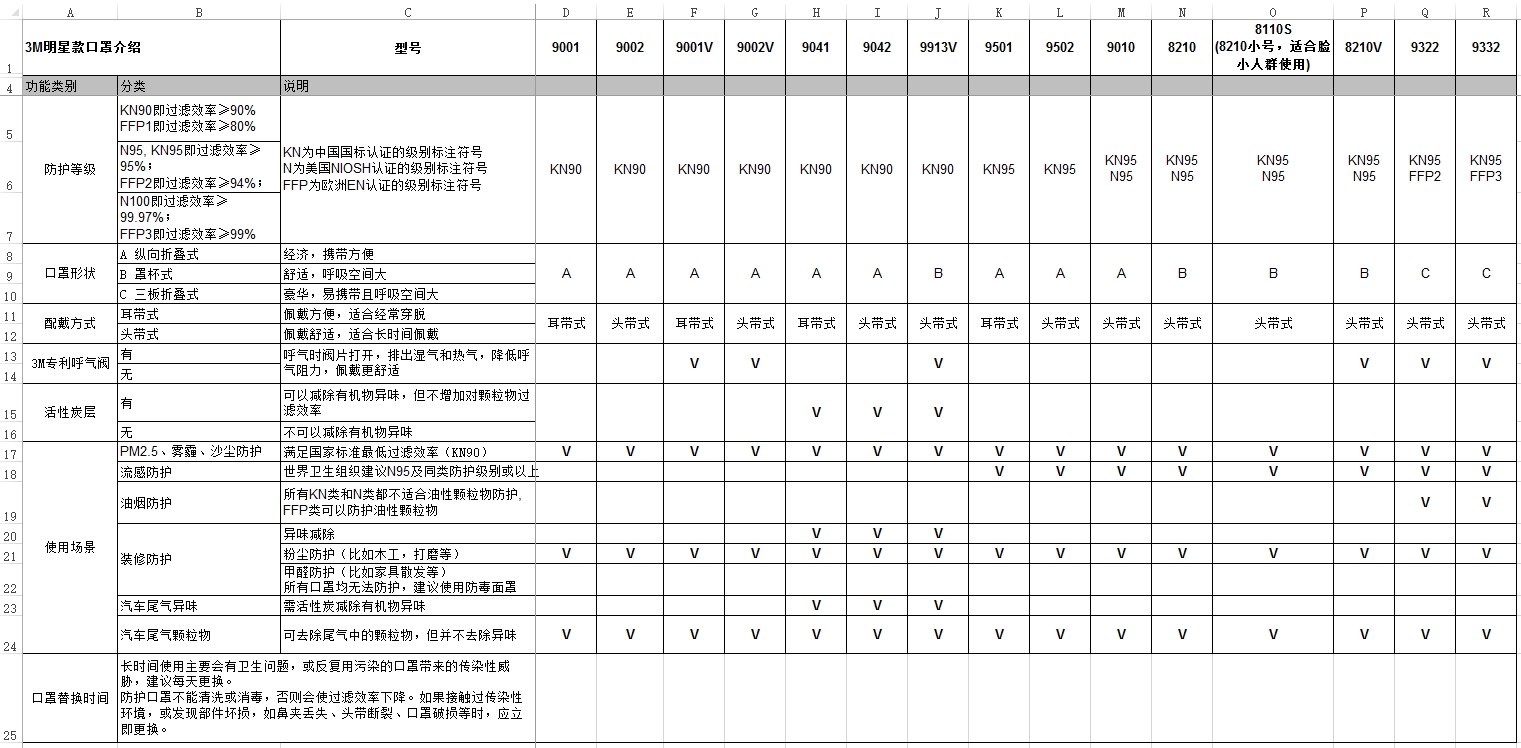 A B C D E F G H I J K L M N O P Q R
1 3M明星款口罩介绍 型号 9001 9002 9001V 9002V 9041 9042 9913V 9501 9502 9010 8210 8110S 8210V 9322 9332
(8210小号，适合脸
小人群使用)
4 功能类别 分类 说明
5 KN90即过滤效率≥90%
FFP1即过滤效率≥80%
防护等级
6 N95, KN95即过滤效率≥
95%；
FFP2即过滤效率≥94%；
7 N100即过滤效率≥
99.97%；
FFP3即过滤效率≥99%
KN为中国国标认证的级别标注符号
N为美国NIOSH认证的级别标注符号
FFP为欧洲EN认证的级别标注符号
KN90 KN90 KN90 KN90 KN90 KN90 KN90 KN95 KN95 KN95 KN95 KN95 KN95 KN95 KN95
N95 N95 N95 N95 FFP2 FFP3
8 A 纵向折叠式 经济，携带方便
9 口罩形状 B 罩杯式 舒适，呼吸空间大 A A A A A A B A A A B B B C C
10 C 三板折叠式 豪华，易携带且呼吸空间大
11 配戴方式 耳带式 佩戴方便，适合经常穿脱
耳带式 头带式 耳带式 头带式 耳带式 头带式 头带式 耳带式 头带式 头带式 头带式 头带式 头带式 头带式 头带式
12 头带式 佩戴舒适，适合长时间佩戴
13 3M专利呼气阀 有 呼气时阀片打开，排出湿气和热气，降低呼
气阻力，佩戴更舒适
V V V V V V
14 无
15 活性炭层 有 可以减除有机物异味，但不增加对颗粒物过
滤效率
V V V
16 无 不可以减除有机物异味
17 PM2.5、雾霾、沙尘防护 满足国家标准最低过滤效率（KN90） V V V V V V V V V V V V V V V
18 流感防护 世界卫生组织建议N95及同类防护级别或以上 V V V V V V V V
19 油烟防护 所有KN类和N类都不适合油性颗粒物防护,
FFP类可以防护油性颗粒物 V V
使用场景
20 装修防护 异味减除 V V V
21 粉尘防护（比如木工，打磨等） V V V V V V V V V V V V V V V
22 甲醛防护（比如家具散发等）
所有口罩均无法防护，建议使用防毒面罩
23 汽车尾气异味 需活性炭减除有机物异味 V V V
24 汽车尾气颗粒物 可去除尾气中的颗粒物，但并不去除异味 V V V V V V V V V V V V V V V
25 口罩替换时间 长时间使用主要会有卫生问题，或反复用污染的口罩带来的传染性威
胁，建议每天更换。
防护口罩不能清洗或消毒，否则会使过滤效率下降。如果接触过传染性
环境，或发现部件坏损，如鼻夹丢失、头带断裂、口罩破损等时，应立
即更换。